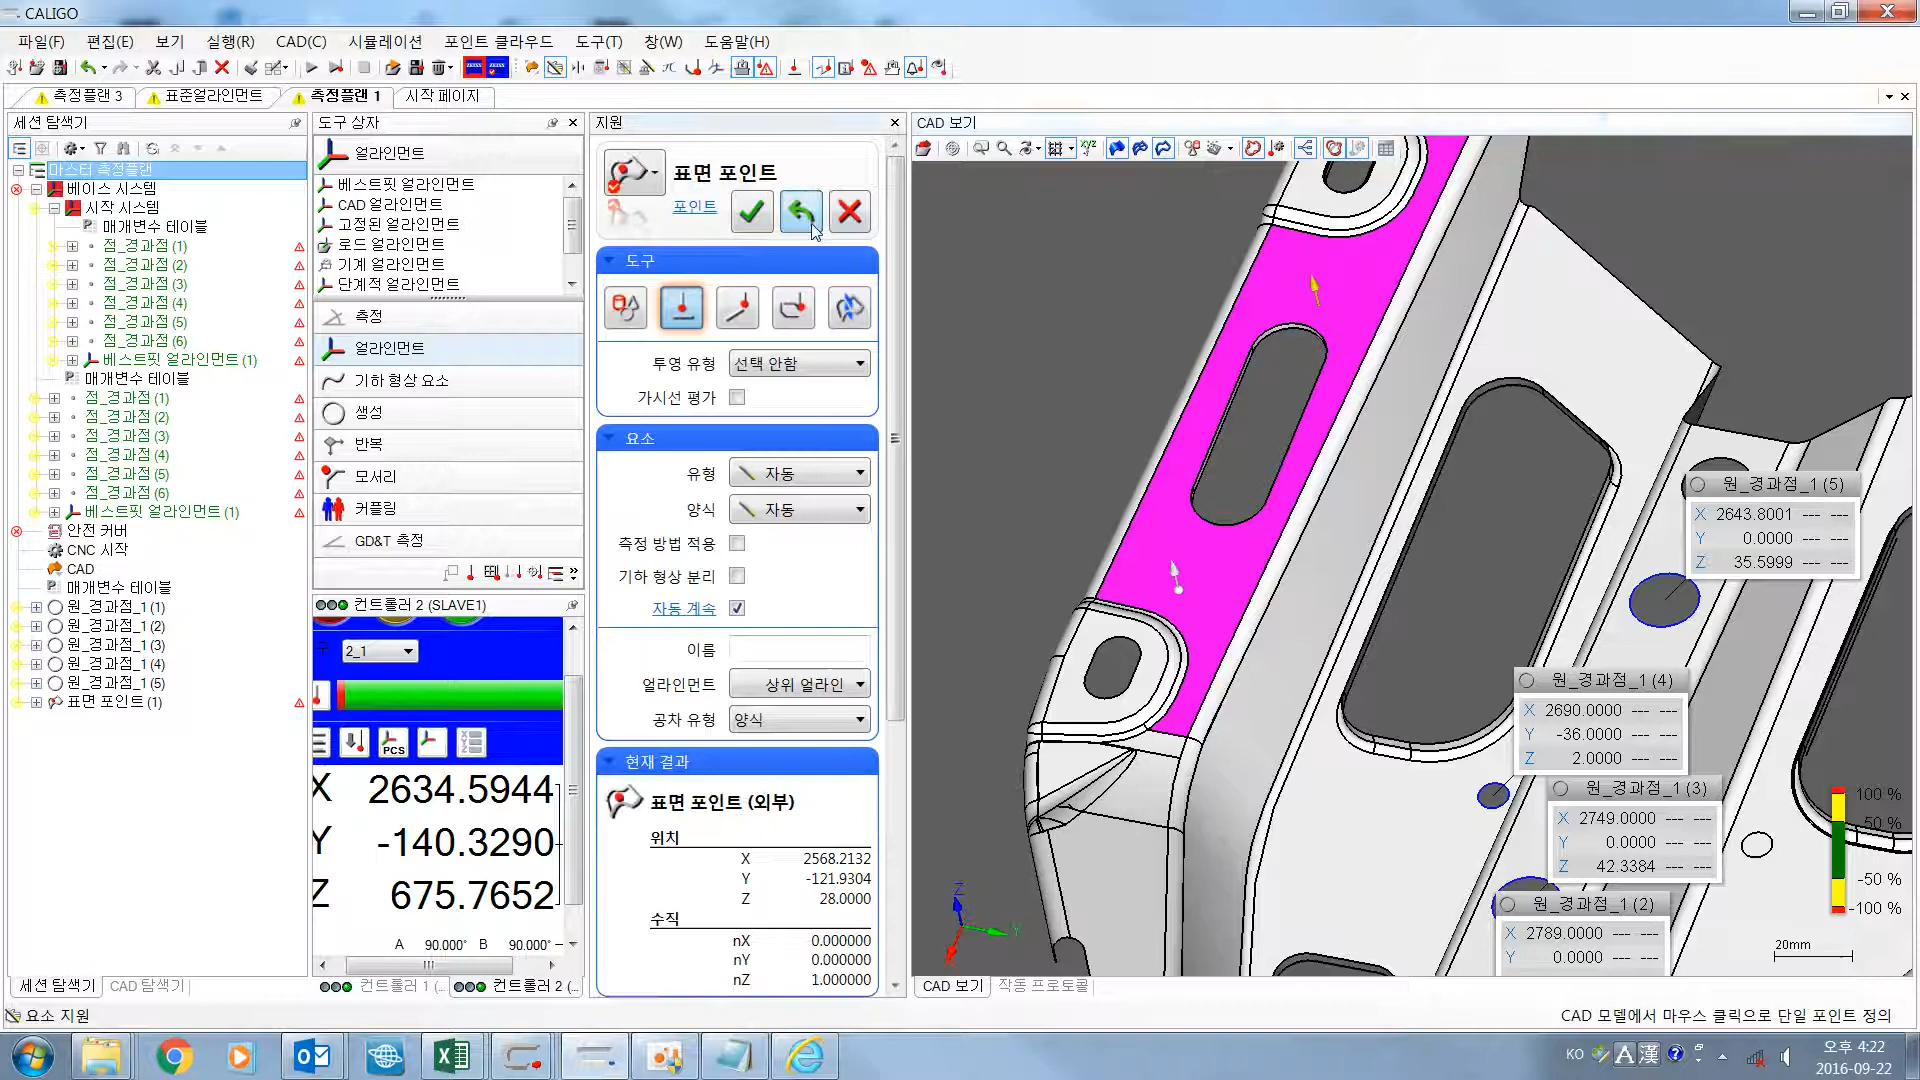 CALIGO
파일(F) 편집(E) 보기 실행(R) CAD(C) 시뮬레이션 포인트 클라우드 도구(T) 창(W) 도움말(H)
측정플랜 3 표준얼라인먼트 측정플랜 1 시작 페이지
세션 탐색기
마스터 측정플랜
베이스 시스템
시작 시스템
매개변수 테이블
점_경과점 (1)
점_경과점 (2)
점_경과점 (3)
점_경과점 (4)
점_경과점 (5)
점_경과점 (6)
베스트핏 얼라인먼트 (1)
매개변수 테이블
점_경과점 (1)
점_경과점 (2)
점_경과점 (3)
점_경과점 (4)
점_경과점 (5)
점_경과점 (6)
베스트핏 얼라인먼트 (1)
안전 커버
CNC 시작
CAD
매개변수 테이블
원_경과점_1 (1)
원_경과점_1 (2)
원_경과점_1 (3)
원_경과점_1 (4)
원_경과점_1 (5)
표면 포인트 (1)
세션 탐색기 CAD 탐색기
도구 상자
얼라인먼트
베스트핏 얼라인먼트
CAD 얼라인먼트
고정된 얼라인먼트
로드 얼라인먼트
기계 얼라인먼트
단계적 얼라인먼트
측정
얼라인먼트
기하 형상 요소
생성
반복
모서리
커플링
GD&T 측정
컨트롤러 2 (SLAVE1)
2_1
PCS
X 2634.5944
Y -140.3290
Z 675.7652
A 90.000° B 90.000°
컨트롤러 1 (... 컨트롤러 2 (...
지원
표면 포인트
포인트
도구
투영 유형 선택 안함
가시선 평가
요소
유형 자동
양식 자동
측정 방법 적용
기하 형상 분리
자동 계속
이름
얼라인먼트 상위 얼라인
공차 유형 양식
현재 결과
표면 포인트 (외부)
위치
X 2568.2132
Y -121.9304
Z 28.0000
수직
nX 0.000000
nY 0.000000
nZ 1.000000
CAD 보기
xyz
원_경과점_1 (5)
X 2643.8001 --- ---
Y 0.0000 --- ---
Z 35.5999 --- ---
원_경과점_1 (4)
X 2690.0000 --- ---
Y -36.0000 --- ---
Z 2.0000 --- ---
원_경과점_1 (3)
X 2749.0000 --- ---
Y 0.0000 --- ---
Z 42.3384 --- ---
원_경과점_1 (2)
X 2789.0000 --- ---
Y 0.0000 --- ---
100 %
50 %
-50 %
-100 %
20mm
Z
Y
CAD 보기 작동 프로토콜
요소 지원
CAD 모델에서 마우스 클릭으로 단일 포인트 정의
KO A 漢
오후 4:22
2016-09-22